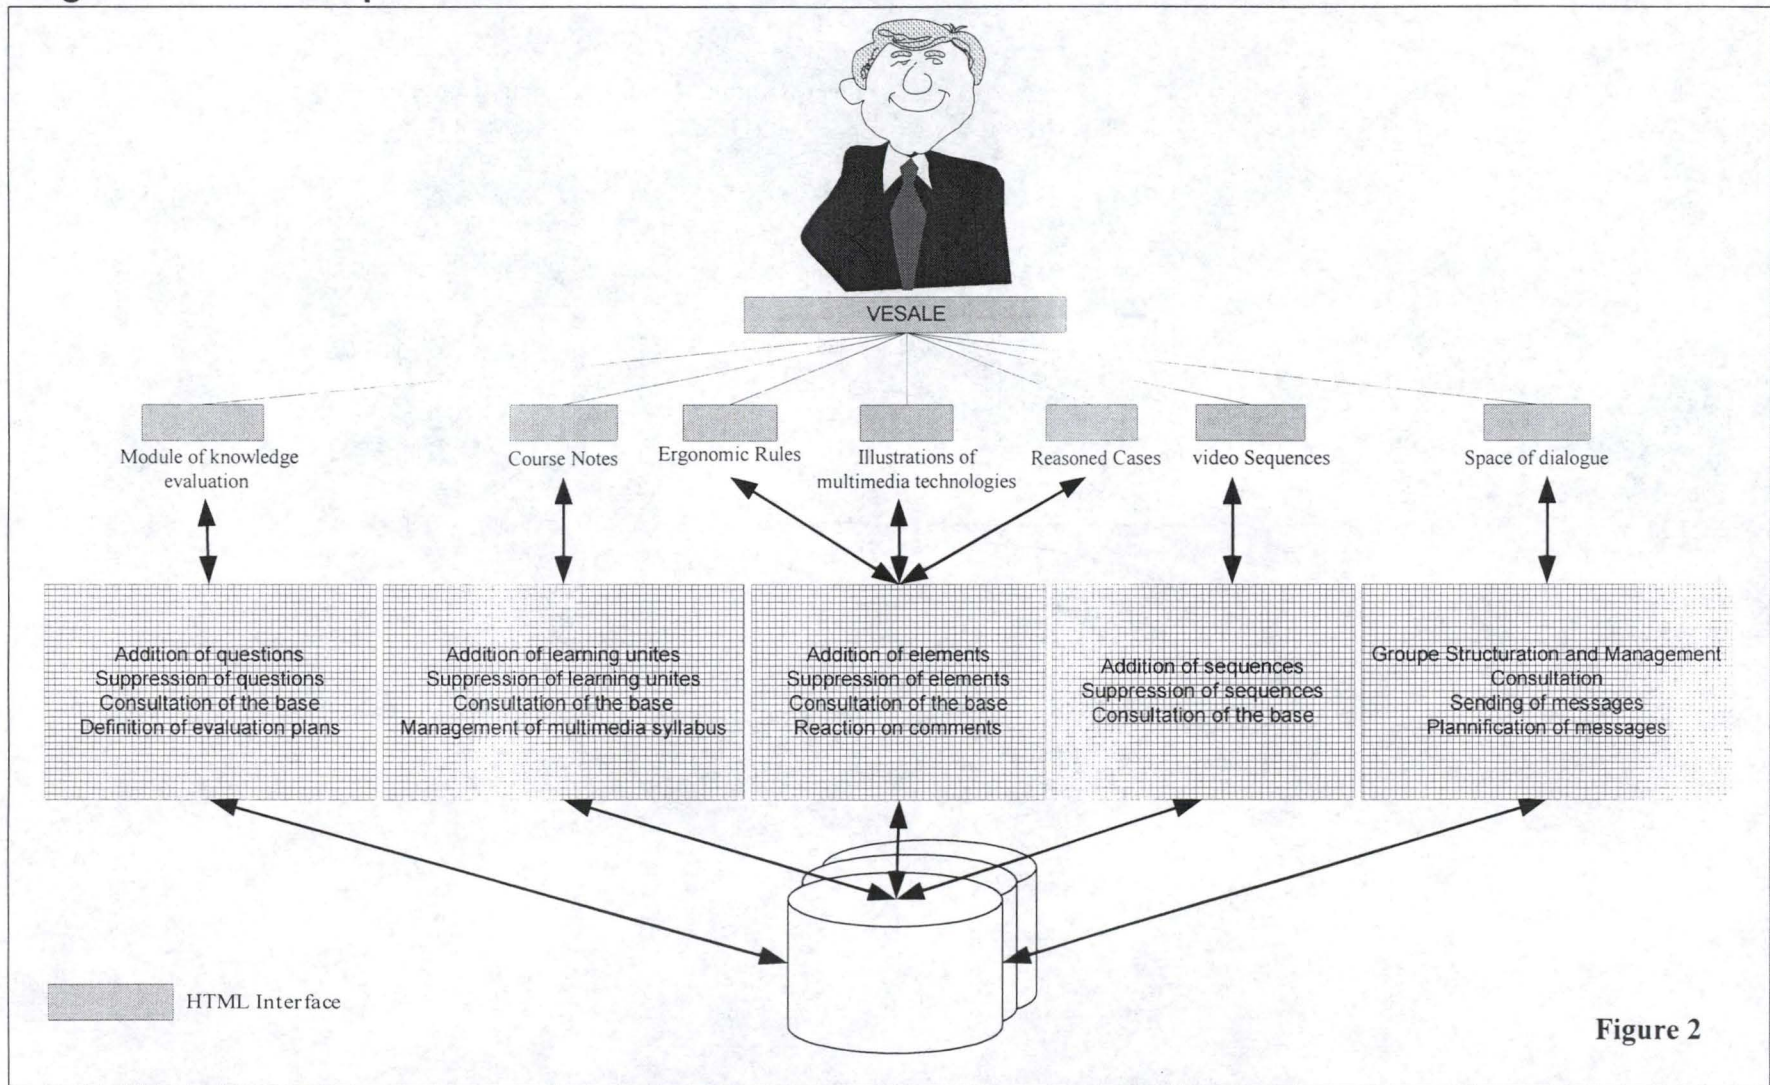 VESALE
Module of knowledge
evaluation
Course Notes
Ergonomic Rules
Illustrations of
multimedia technologies
Reasoned Cases
video Sequences
Space of dialogue
Addition of questions
Suppression of questions
Consultation of the base
Definition of evaluation plans
Addition of learning unites
Suppression of learning unites
Consultation of the base
Management of multimedia syllabus
Addition of elements
Suppression of elements
Consultation of the base
Reaction on comments
Addition of sequences
Suppression of sequences
Consultation of the base
Groupe Structuration and Management
Consultation
Sending of messages
Plannification of messages
HTML Interface
Figure 2